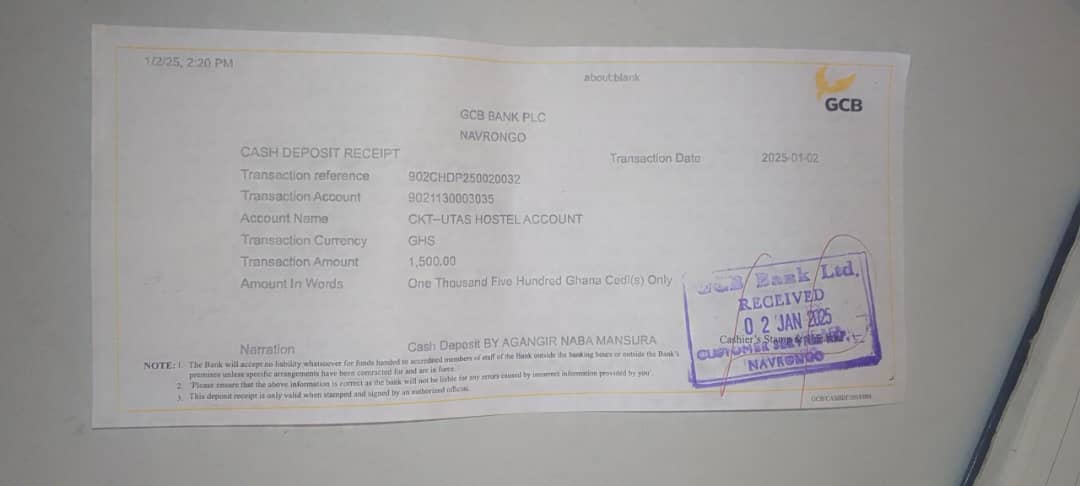 1/2/25, 2:20 PM
about:blank
GCB
GCB BANK PLC
NAVRONGO
CASH DEPOSIT RECEIPT
Transaction Date 2025-01-02
Transaction reference 902CHDP250020032
Transaction Account 9021130003035
Account Name CKT–UTAS HOSTEL ACCOUNT
Transaction Currency GHS
Transaction Amount 1,500.00
Amount In Words One Thousand Five Hundred Ghana Cedi(s) Only
GCB Bank Ltd.
RECEIVED
02 JAN 2025
Cashier's Stamp
CUSTOMER
NAVRONGO
Narration Cash Deposit BY AGANGIR NABA MANSURA
NOTE: 1. The Bank will accept no liability whatsoever for funds handed to accredited members of staff of the Bank outside the banking hours or outside the Bank's
premises unless specific arrangements have been contracted for and are in force.
2. 'Please ensure that the above information is correct as the bank will not be liable for any errors caused by incorrect information provided by you'.
3. This deposit receipt is only valid when stamped and signed by an authorized official.